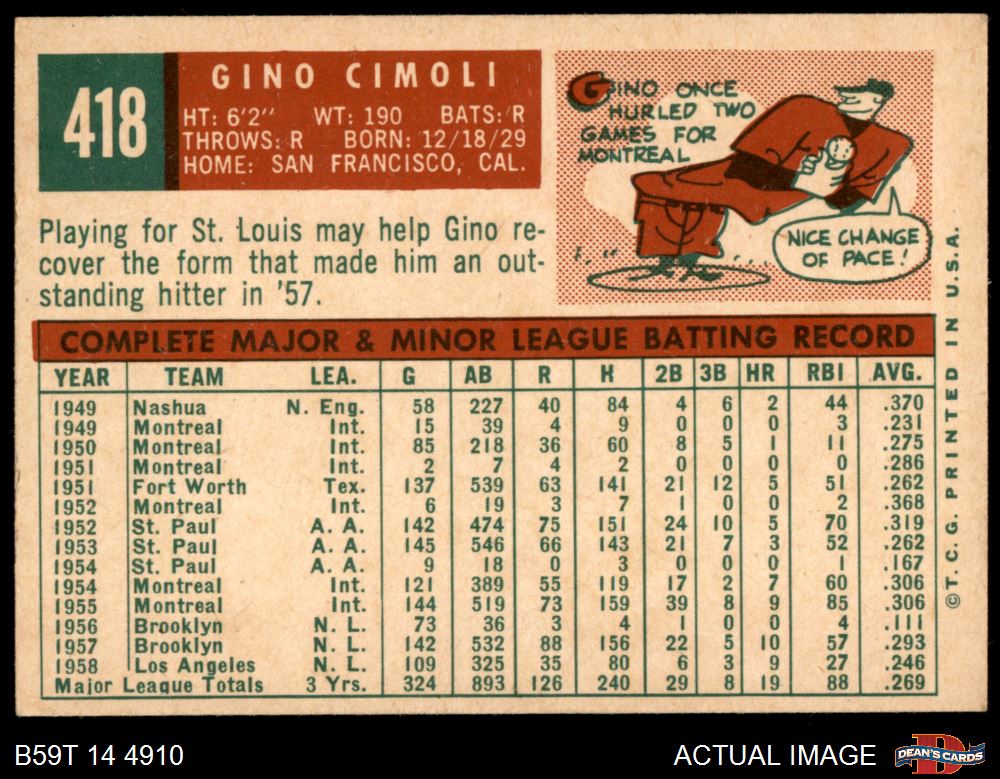 418
GINO CIMOLI
HT: 6'2" WT: 190 BATS: R
THROWS: R BORN: 12/18/29
HOME: SAN FRANCISCO, CAL.
GINO ONCE
HURLED TWO
GAMES FOR
MONTREAL
NICE CHANGE
OF PACE!
Playing for St. Louis may help Gino re-
cover the form that made him an out-
standing hitter in '57.
COMPLETE MAJOR & MINOR LEAGUE BATTING RECORD
YEAR TEAM LEA. G AB R H 2B 3B HR RBI AVG.
1949 Nashua N. Eng. 58 227 40 84 4 6 2 44 .370
1949 Montreal Int. 15 39 4 9 0 0 0 3 .231
1950 Montreal Int. 85 218 36 60 8 5 1 11 .275
1951 Montreal Int. 2 7 4 2 0 0 0 0 .286
1951 Fort Worth Tex. 137 539 63 141 21 12 5 51 .262
1952 Montreal Int. 6 19 3 7 1 0 0 2 .368
1952 St. Paul A. A. 142 474 75 151 24 10 5 70 .319
1953 St. Paul A. A. 145 546 66 143 21 7 3 52 .262
1954 St. Paul A. A. 9 18 0 3 0 0 0 1 .167
1954 Montreal Int. 121 389 55 119 17 2 7 60 .306
1955 Montreal Int. 144 519 73 159 39 8 9 85 .306
1956 Brooklyn N. L. 73 36 3 4 1 0 0 4 .111
1957 Brooklyn N. L. 142 532 88 156 22 5 10 57 .293
1958 Los Angeles N. L. 109 325 35 80 6 3 9 27 .246
Major League Totals 3 Yrs. 324 893 126 240 29 8 19 88 .269
© T. C. G. PRINTED IN U.S.A.
B59T 14 4910
ACTUAL IMAGE
DEAN'S CARDS